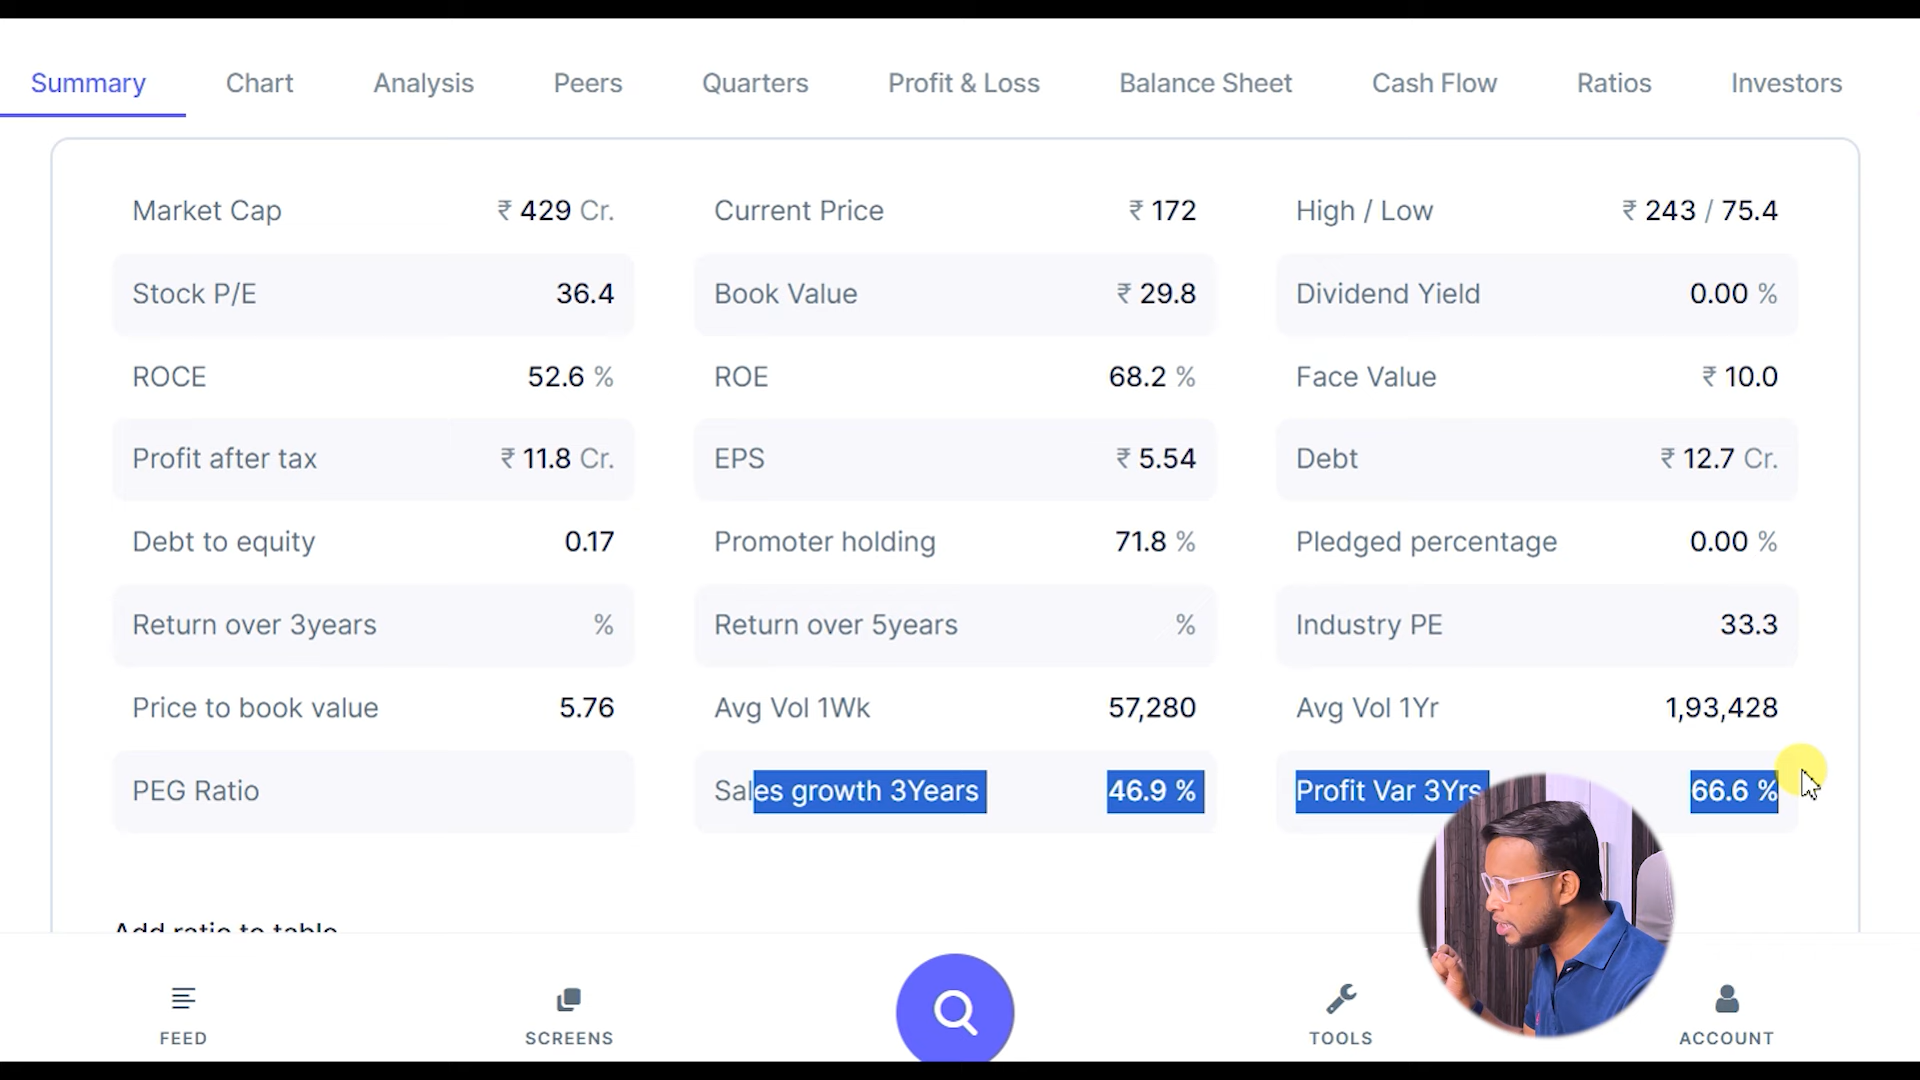 Summary Chart Analysis Peers Quarters Profit & Loss Balance Sheet Cash Flow Ratios Investors
Market Cap ₹ 429 Cr. Current Price ₹ 172 High / Low ₹ 243 / 75.4
Stock P/E 36.4 Book Value ₹ 29.8 Dividend Yield 0.00 %
ROCE 52.6 % ROE 68.2 % Face Value ₹ 10.0
Profit after tax ₹ 11.8 Cr. EPS ₹ 5.54 Debt ₹ 12.7 Cr.
Debt to equity 0.17 Promoter holding 71.8 % Pledged percentage 0.00 %
Return over 3years % Return over 5years % Industry PE 33.3
Price to book value 5.76 Avg Vol 1Wk 57,280 Avg Vol 1Yr 1,93,428
PEG Ratio Sales growth 3Years 46.9 % Profit Var 3Yrs 66.6 %
Add ratio to table
FEED SCREENS TOOLS ACCOUNT